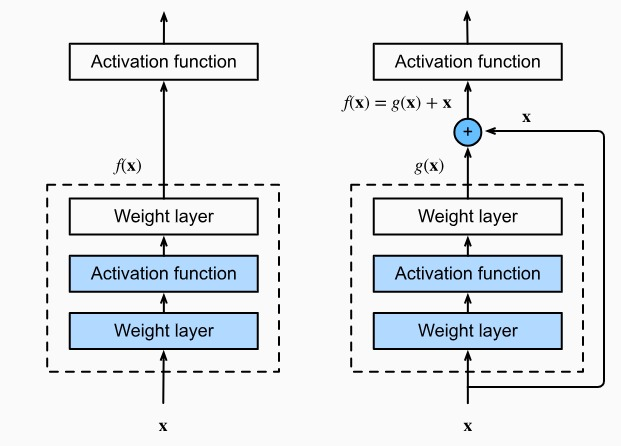 Activation function
f(x)
Weight layer
Activation function
Weight layer
x
Activation function
f(x) = g(x) + x
+
x
g(x)
Weight layer
Activation function
Weight layer
x